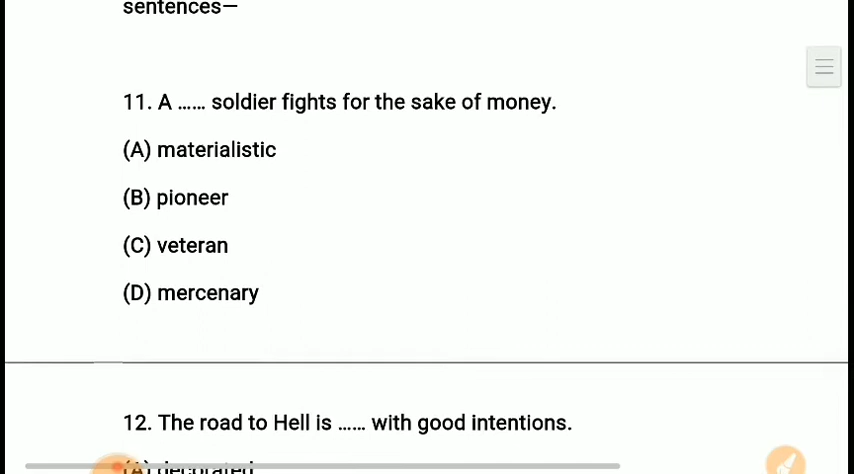 sentences—
11. A ...... soldier fights for the sake of money.
(A) materialistic
(B) pioneer
(C) veteran
(D) mercenary
12. The road to Hell is ...... with good intentions.
(A) decorated